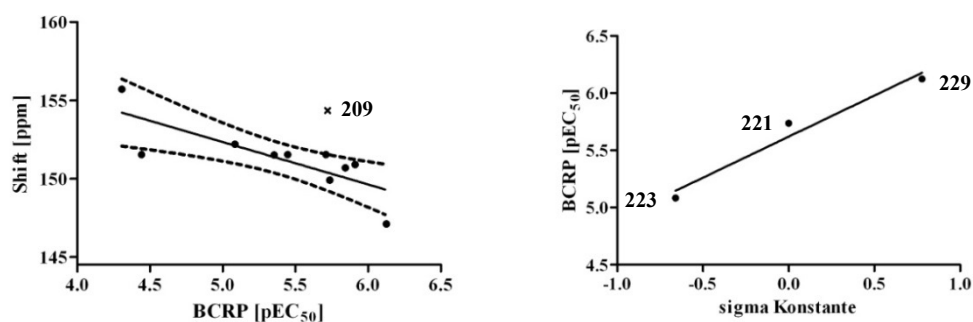 160
155
150
145
Shift [ppm]
209
4.0 4.5 5.0 5.5 6.0 6.5
BCRP [pEC50]
6.5
6.0
5.5
5.0
4.5
BCRP [pEC50]
229
221
223
-1.0 -0.5 0.0 0.5 1.0
sigma Konstante